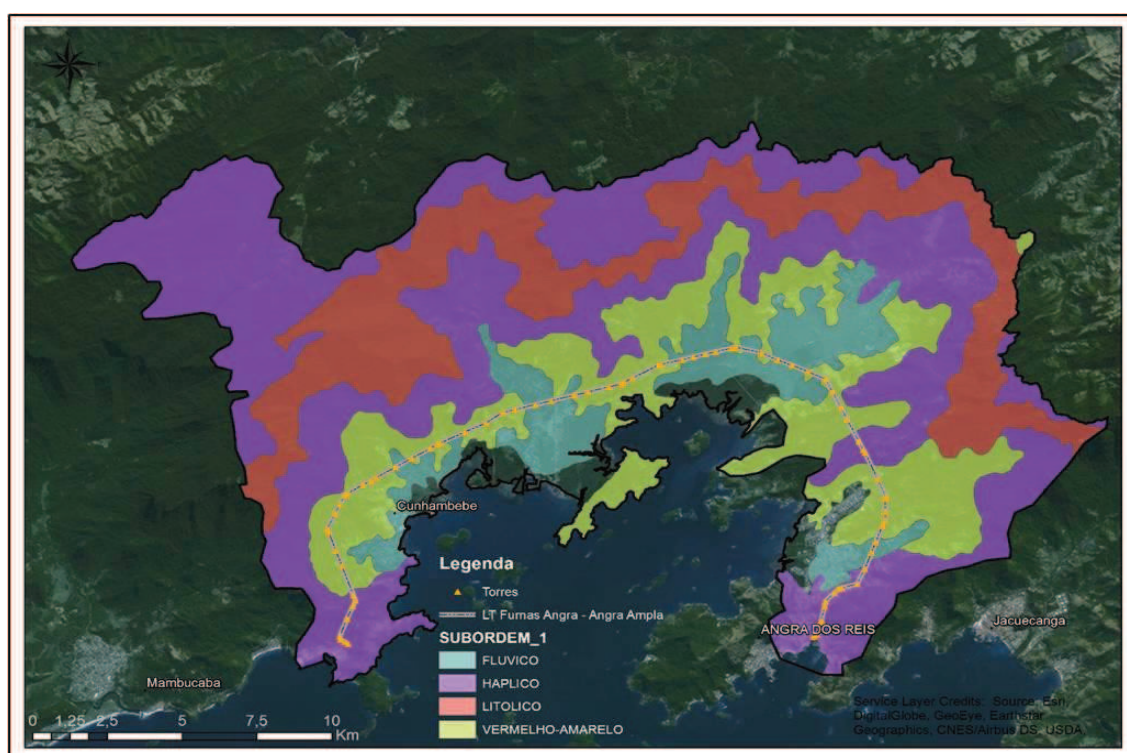 Cunhambebe
Legenda
Torres
LT Furnas Angra - Angra Ampla
SUBORDEM_1
FLUVICO
HAPLICO
LITOLICO
VERMELHO-AMARELO
ANGRA DOS REIS
Jacuecanga
Mambucaba
0 1,25 2,5 5 7,5 10
Km
Service Layer Credits: Source: Esri,
DigitalGlobe, GeoEye, Earthstar
Geographics, CNES/Airbus DS, USDA,